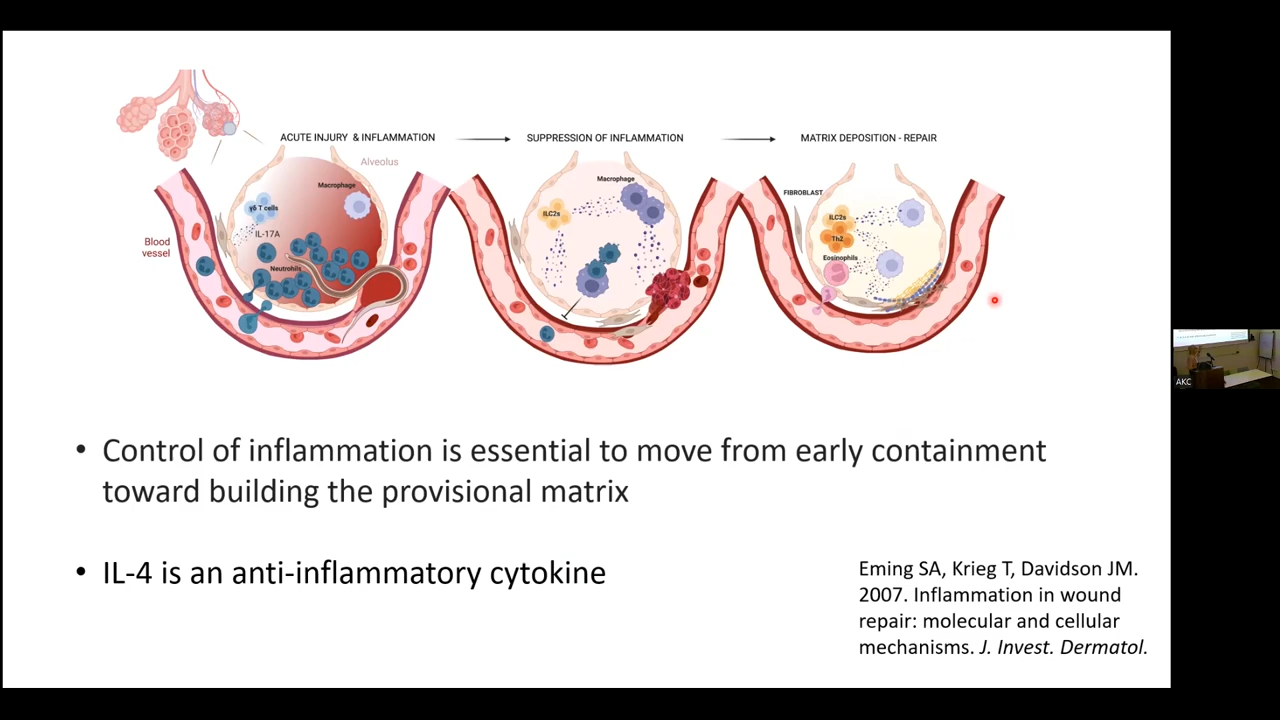 ACUTE INJURY & INFLAMMATION
SUPPRESSION OF INFLAMMATION
MATRIX DEPOSITION - REPAIR
Alveolus
Macrophage
γδ T cells
IL-17A
Neutrohils
Blood
vessel
Macrophage
ILC2s
FIBROBLAST
ILC2s
Th2
Eosinophils
• Control of inflammation is essential to move from early containment
toward building the provisional matrix
• IL-4 is an anti-inflammatory cytokine
Eming SA, Krieg T, Davidson JM.
2007. Inflammation in wound
repair: molecular and cellular
mechanisms. J. Invest. Dermatol.
AKC